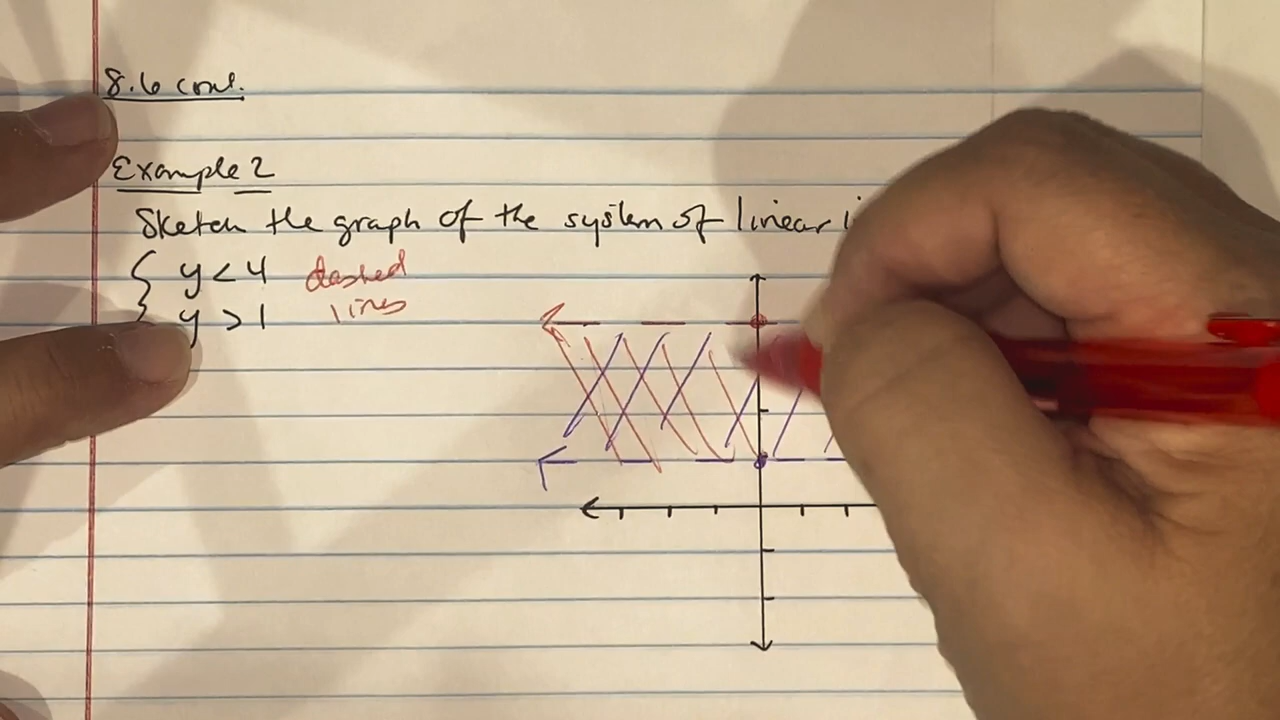 8.6 cont.
Example 2
Sketch the graph of the system of linear i
{ y < 4 dashed
y > 1 lines